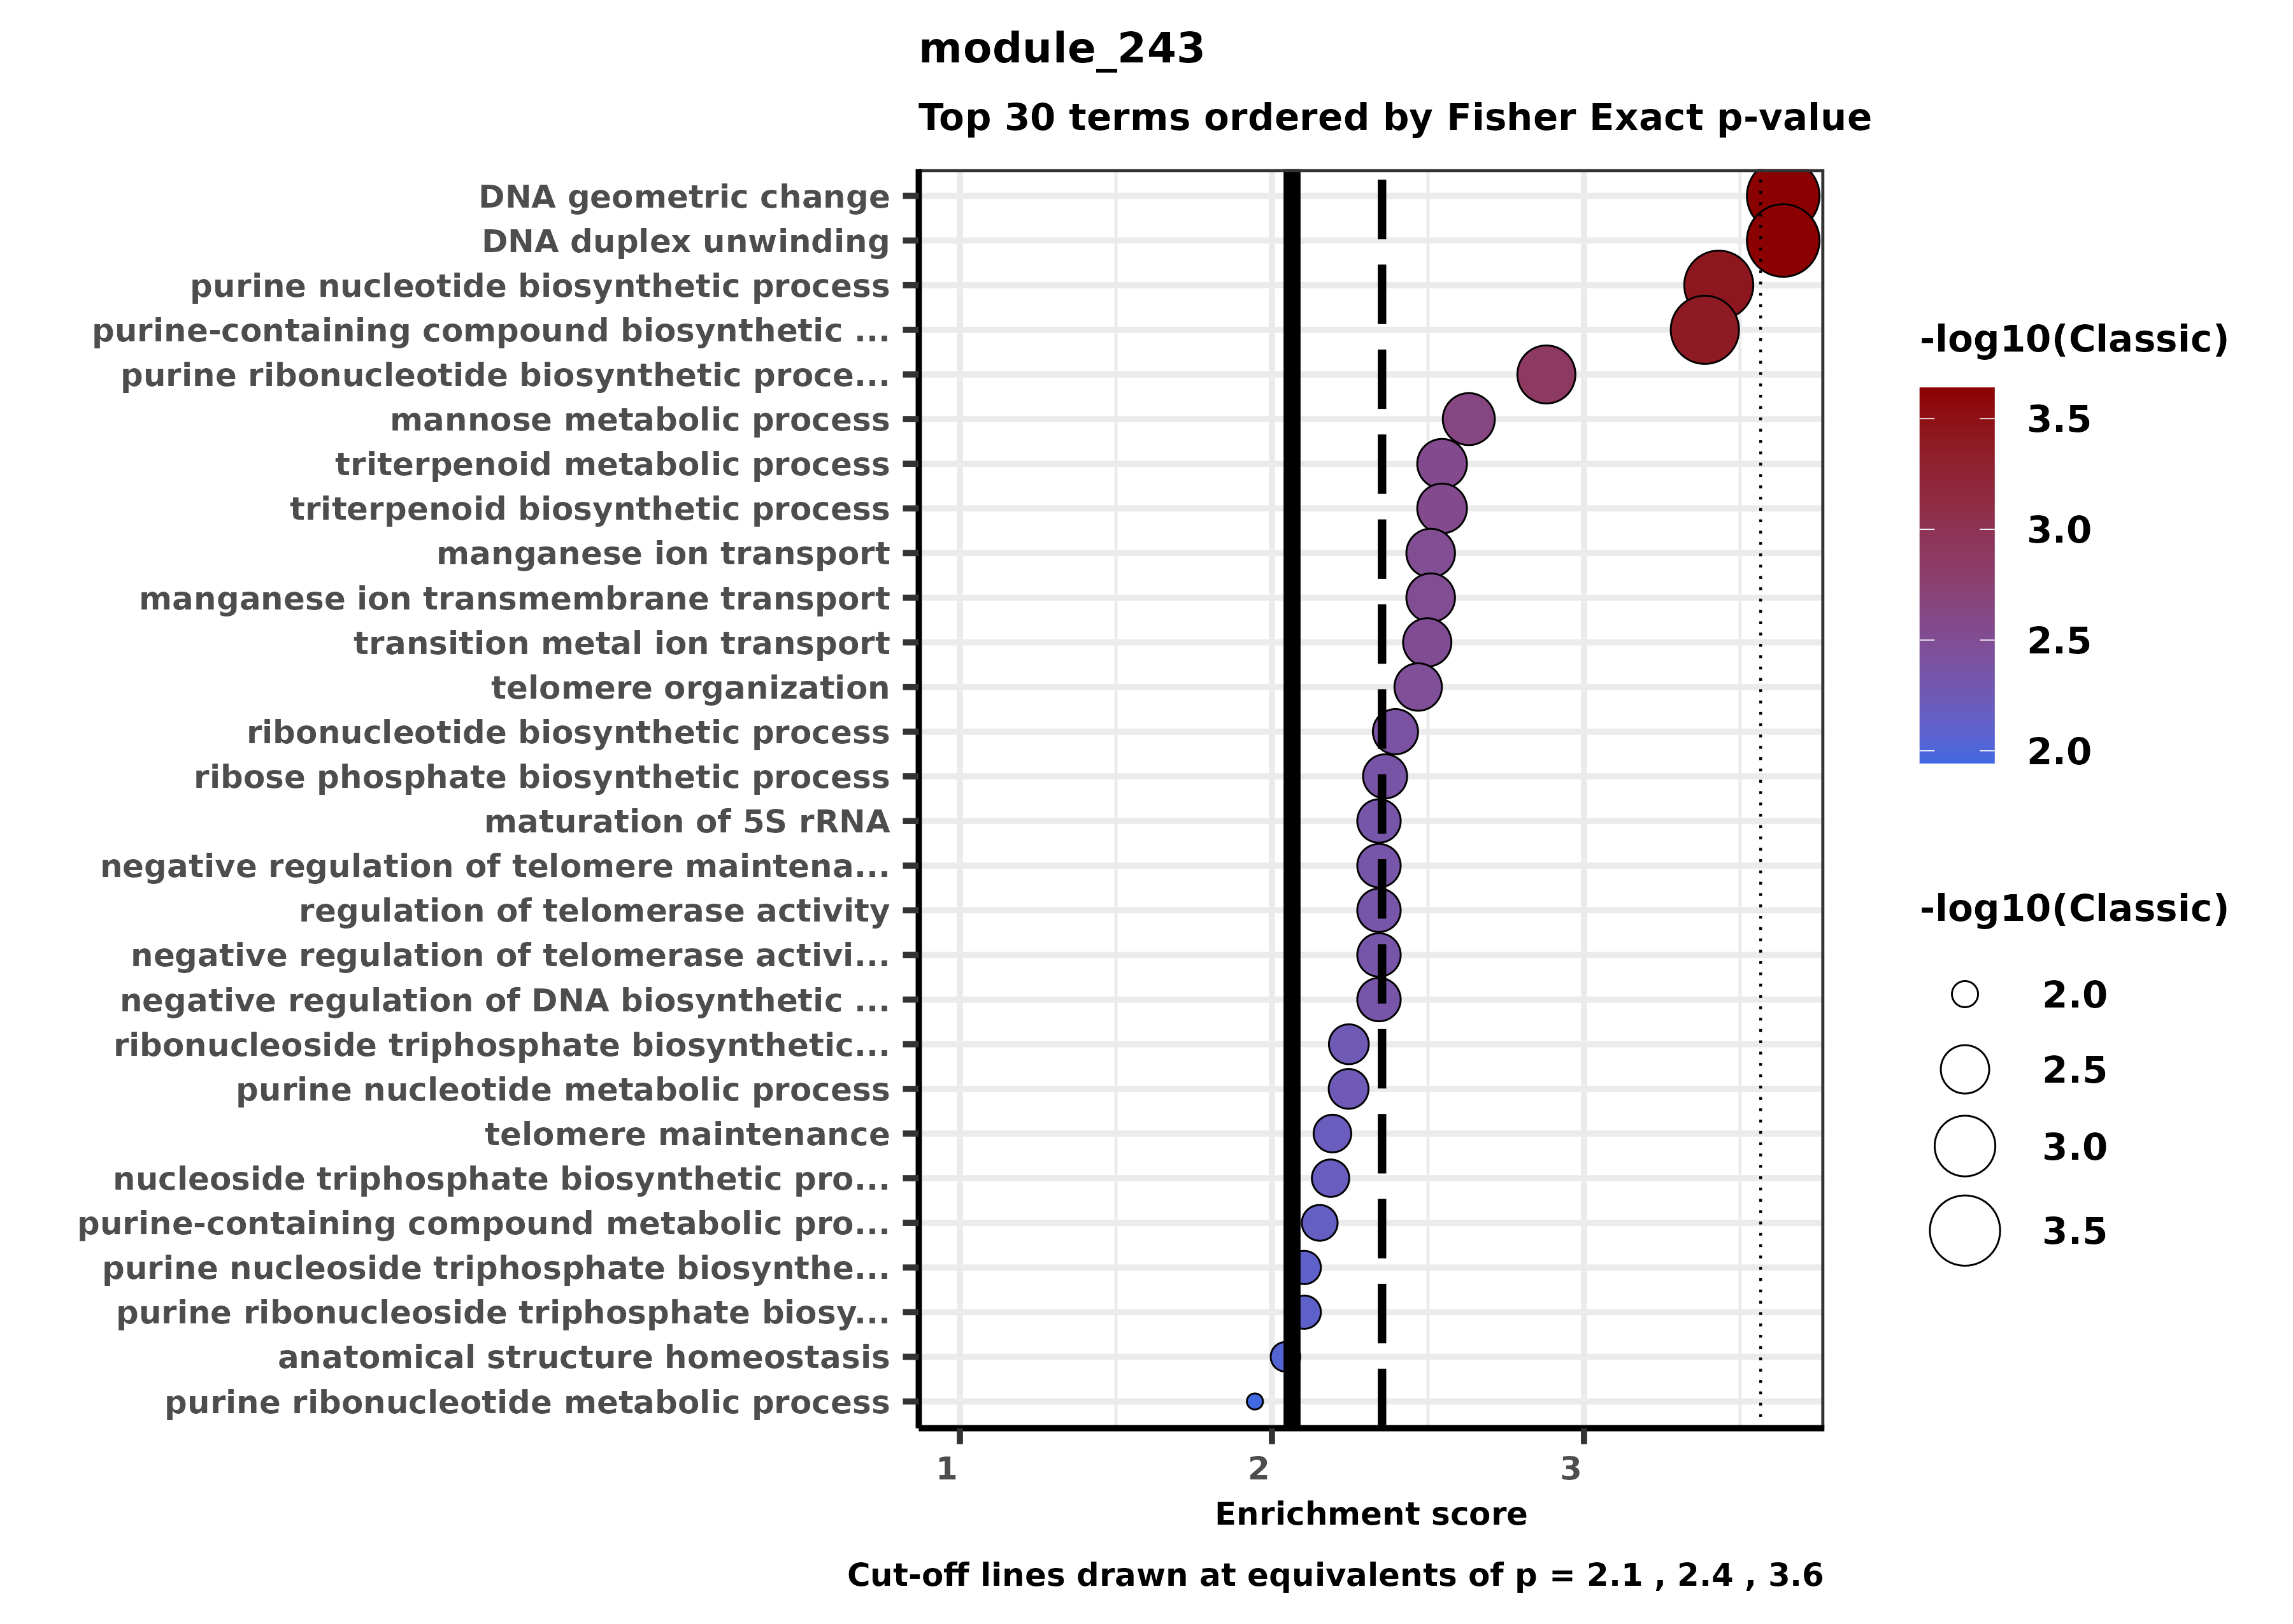 module_243
Top 30 terms ordered by Fisher Exact p-value
DNA geometric change
DNA duplex unwinding
purine nucleotide biosynthetic process
purine-containing compound biosynthetic ...
purine ribonucleotide biosynthetic proce...
mannose metabolic process
triterpenoid metabolic process
triterpenoid biosynthetic process
manganese ion transport
manganese ion transmembrane transport
transition metal ion transport
telomere organization
ribonucleotide biosynthetic process
ribose phosphate biosynthetic process
maturation of 5S rRNA
negative regulation of telomere maintena...
regulation of telomerase activity
negative regulation of telomerase activi...
negative regulation of DNA biosynthetic ...
ribonucleoside triphosphate biosynthetic...
purine nucleotide metabolic process
telomere maintenance
nucleoside triphosphate biosynthetic pro...
purine-containing compound metabolic pro...
purine nucleoside triphosphate biosynthe...
purine ribonucleoside triphosphate biosy...
anatomical structure homeostasis
purine ribonucleotide metabolic process
1 2 3
Enrichment score
Cut-off lines drawn at equivalents of p = 2.1 , 2.4 , 3.6
-log10(Classic)
3.5
3.0
2.5
2.0
-log10(Classic)
2.0
2.5
3.0
3.5